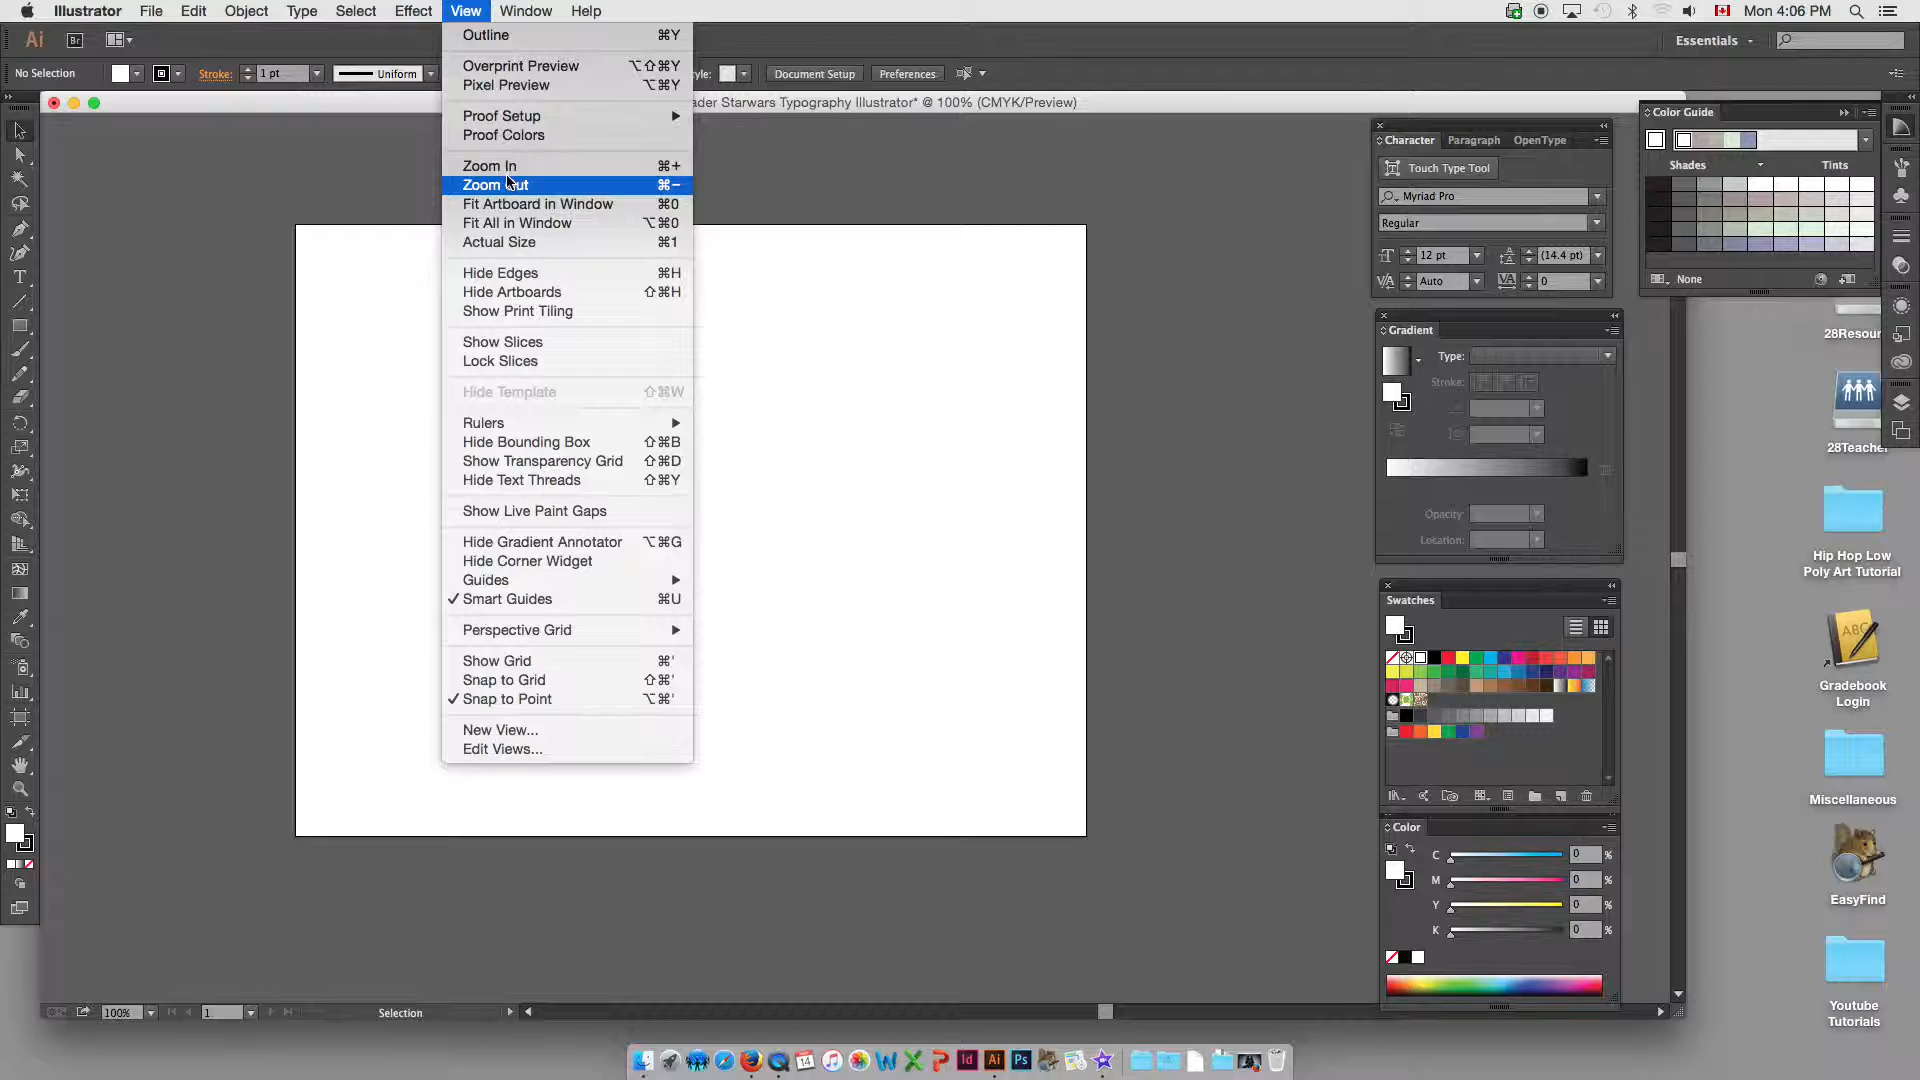 Illustrator File Edit Object Type Select Effect View Window Help
Mon 4:06 PM
Ai Br
Essentials
No Selection Stroke: 1 pt Uniform
Document Setup Preferences
ader Starwars Typography Illustrator* @ 100% (CMYK/Preview)
Outline ⌘Y
Overprint Preview ⌥⇧⌘Y
Pixel Preview ⌥⌘Y
Proof Setup
Proof Colors
Zoom In ⌘+
Zoom Out ⌘−
Fit Artboard in Window ⌘0
Fit All in Window ⌥⌘0
Actual Size ⌘1
Hide Edges ⌘H
Hide Artboards ⇧⌘H
Show Print Tiling
Show Slices
Lock Slices
Hide Template ⇧⌘W
Rulers
Hide Bounding Box ⇧⌘B
Show Transparency Grid ⇧⌘D
Hide Text Threads ⇧⌘Y
Show Live Paint Gaps
Hide Gradient Annotator ⌥⌘G
Hide Corner Widget
Guides
✓ Smart Guides ⌘U
Perspective Grid
Show Grid ⌘'
Snap to Grid ⇧⌘'
✓ Snap to Point ⌥⌘'
New View...
Edit Views...
Character Paragraph OpenType
Touch Type Tool
Myriad Pro
Regular
12 pt (14.4 pt)
Auto 0
Gradient
Type:
Stroke:
Opacity:
Location:
Swatches
Color
C 0 %
M 0 %
Y 0 %
K 0 %
Color Guide
Shades Tints
None
28Resour
28Teacher
Hip Hop Low
Poly Art Tutorial
ABC
Gradebook
Login
Miscellaneous
EasyFind
Youtube
Tutorials
100% 1 Selection
14
Id Ai Ps